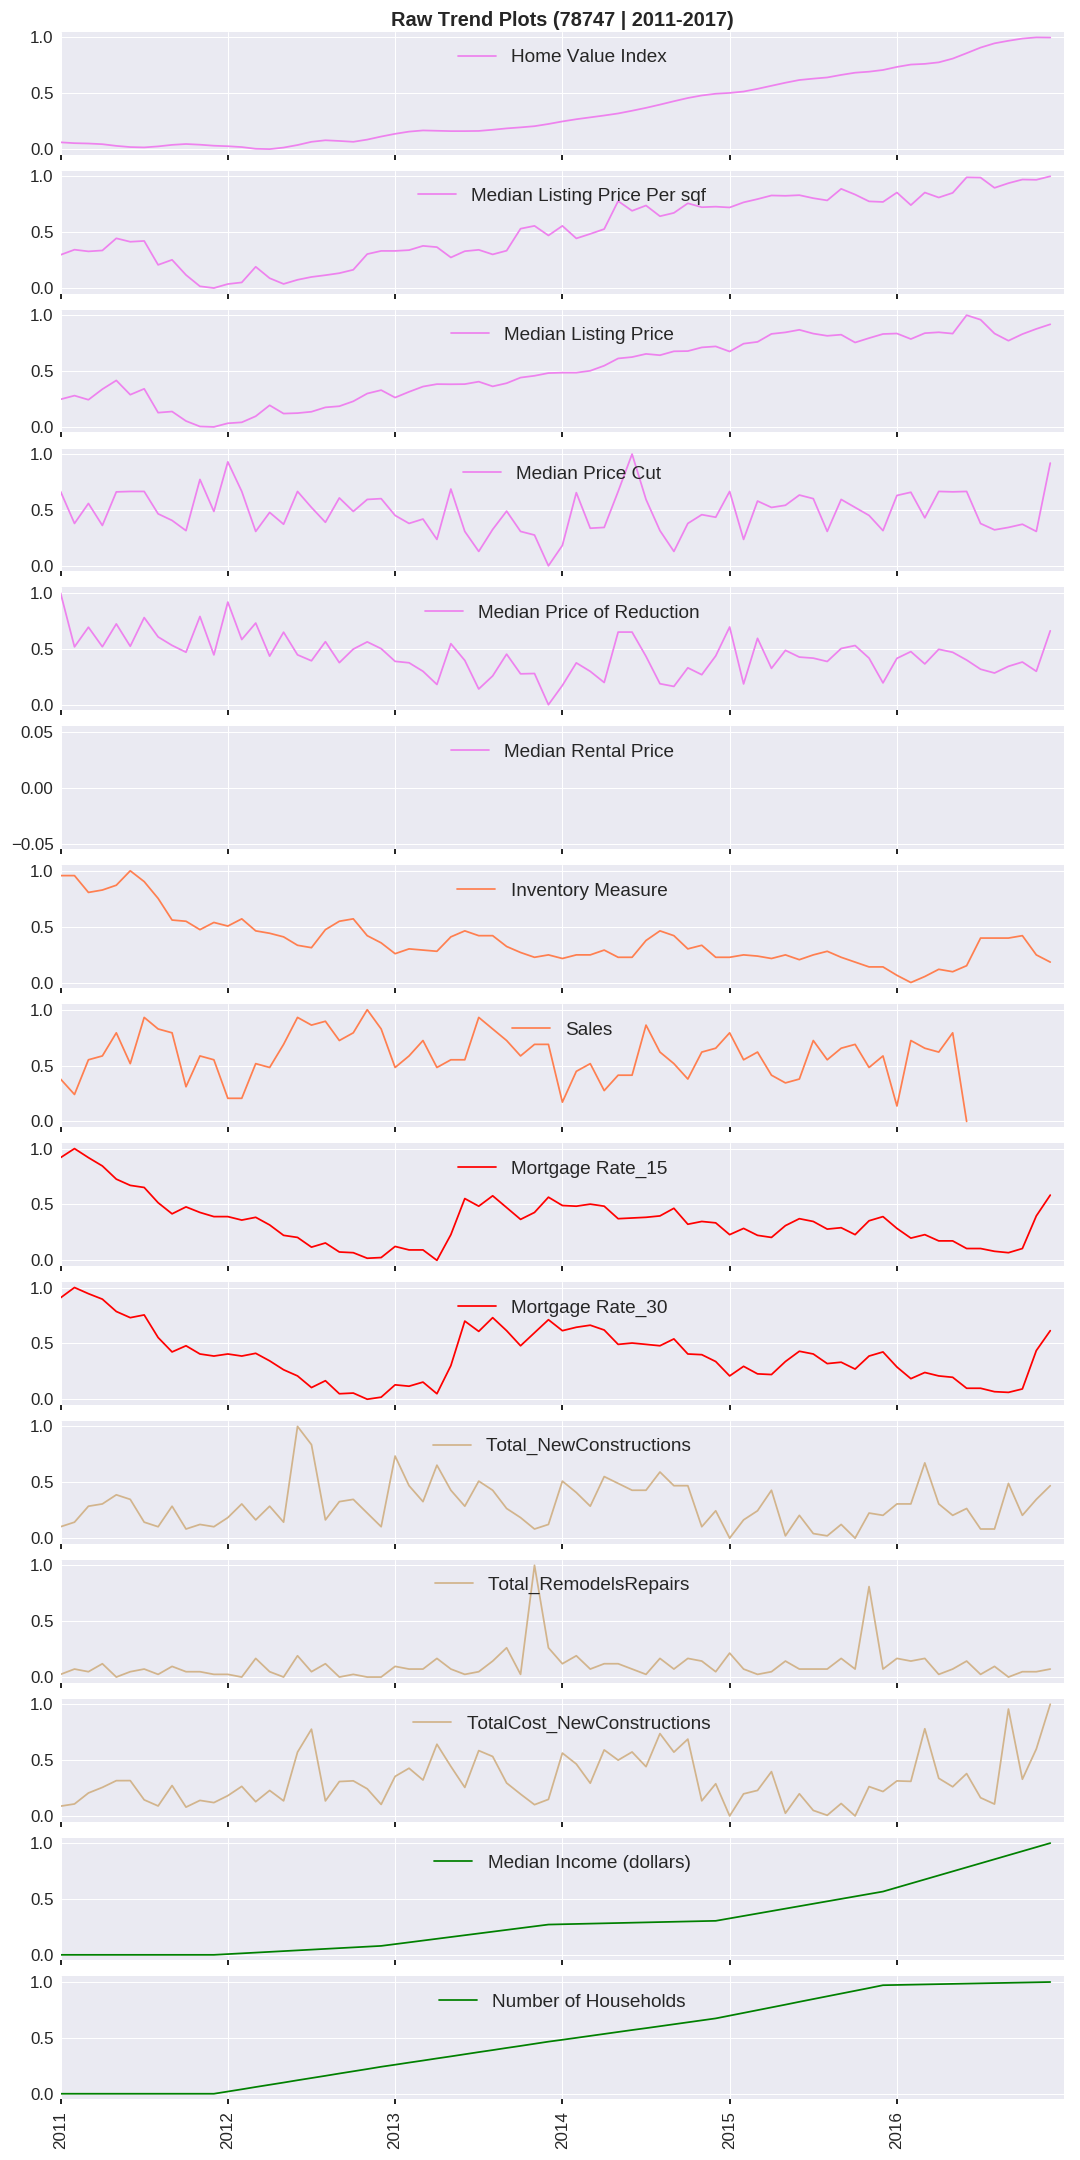 Raw Trend Plots (78747 | 2011-2017)
1.0
Home Value Index
0.5
0.0
1.0
Median Listing Price Per sqf
0.5
0.0
1.0
Median Listing Price
0.5
0.0
1.0
Median Price Cut
0.5
0.0
1.0
Median Price of Reduction
0.5
0.0
0.05
Median Rental Price
0.00
−0.05
1.0
Inventory Measure
0.5
0.0
1.0
Sales
0.5
0.0
1.0
Mortgage Rate_15
0.5
0.0
1.0
Mortgage Rate_30
0.5
0.0
1.0
Total_NewConstructions
0.5
0.0
1.0
Total_RemodelsRepairs
0.5
0.0
1.0
TotalCost_NewConstructions
0.5
0.0
1.0
Median Income (dollars)
0.5
0.0
1.0
Number of Households
0.5
0.0
2011 2012 2013 2014 2015 2016